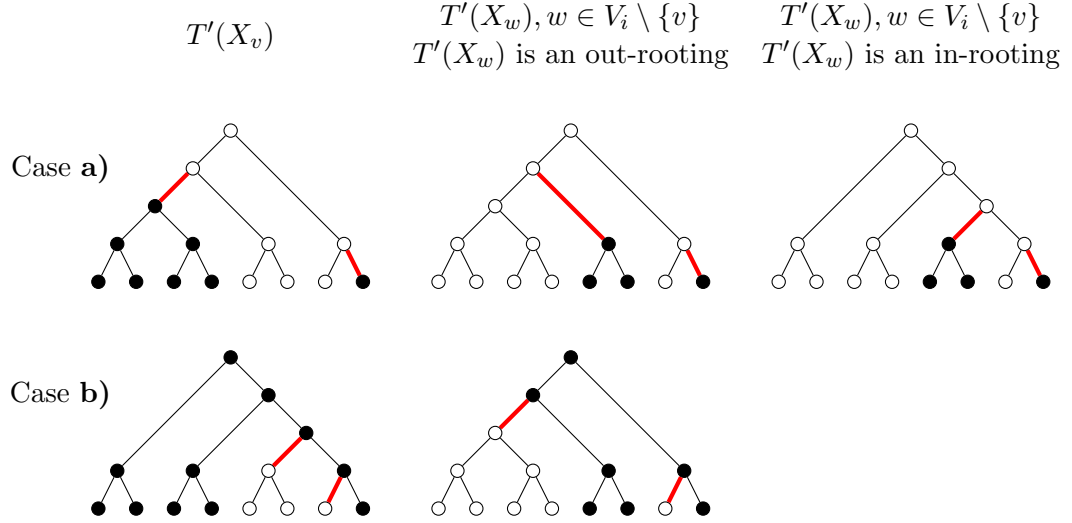 T′(X_v)
T′(X_w), w ∈ V_i \ {v}
T′(X_w) is an out-rooting
T′(X_w), w ∈ V_i \ {v}
T′(X_w) is an in-rooting
Case a)
Case b)